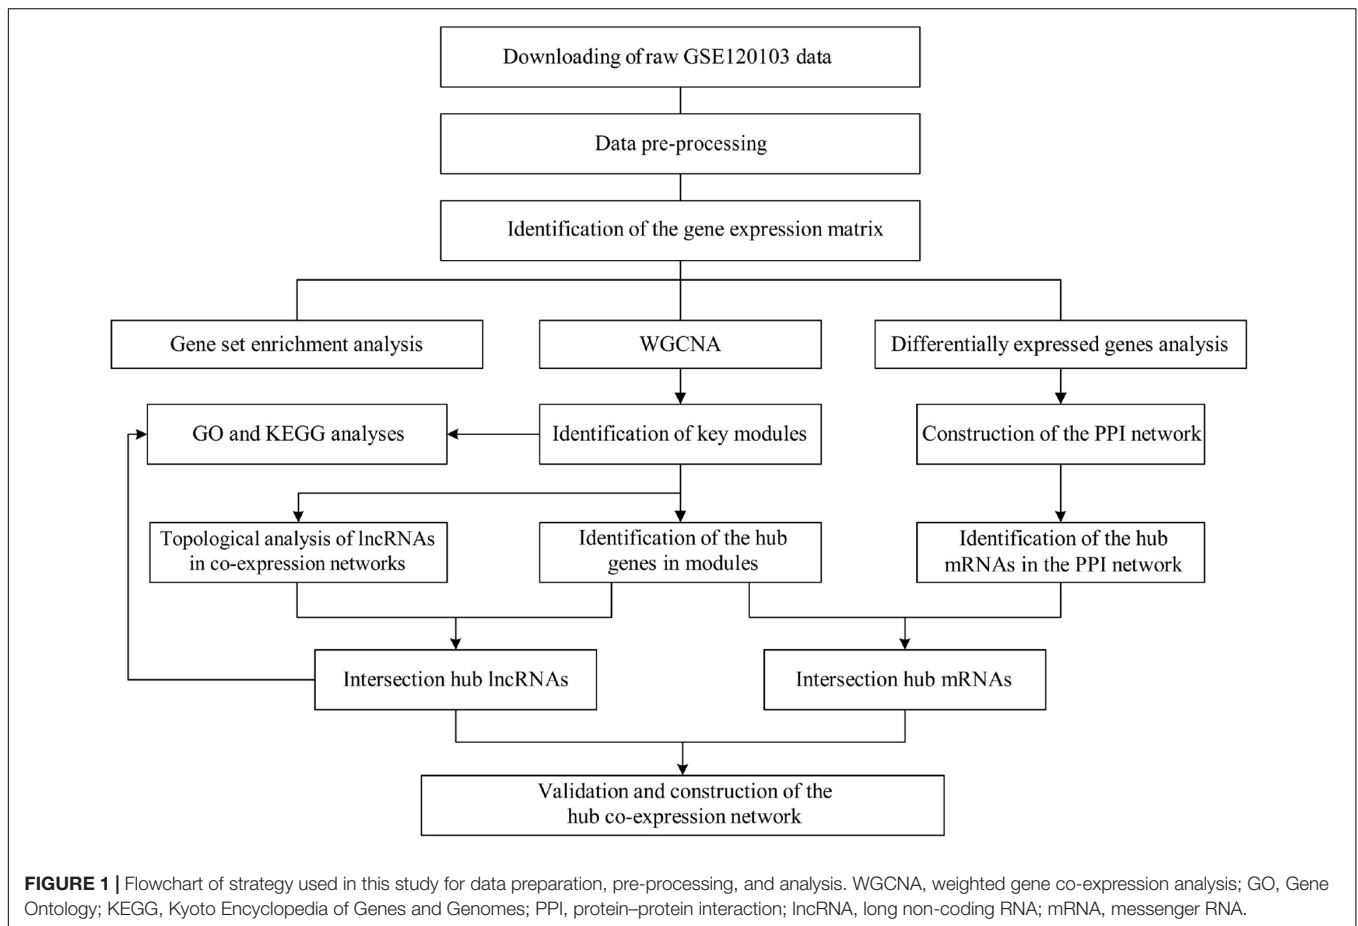 Downloading of raw GSE120103 data
Data pre-processing
Identification of the gene expression matrix
Gene set enrichment analysis
WGCNA
Differentially expressed genes analysis
GO and KEGG analyses
Identification of key modules
Construction of the PPI network
Topological analysis of lncRNAs
in co-expression networks
Identification of the hub
genes in modules
Identification of the hub
mRNAs in the PPI network
Intersection hub lncRNAs
Intersection hub mRNAs
Validation and construction of the
hub co-expression network
FIGURE 1 | Flowchart of strategy used in this study for data preparation, pre-processing, and analysis. WGCNA, weighted gene co-expression analysis; GO, Gene
Ontology; KEGG, Kyoto Encyclopedia of Genes and Genomes; PPI, protein–protein interaction; lncRNA, long non-coding RNA; mRNA, messenger RNA.